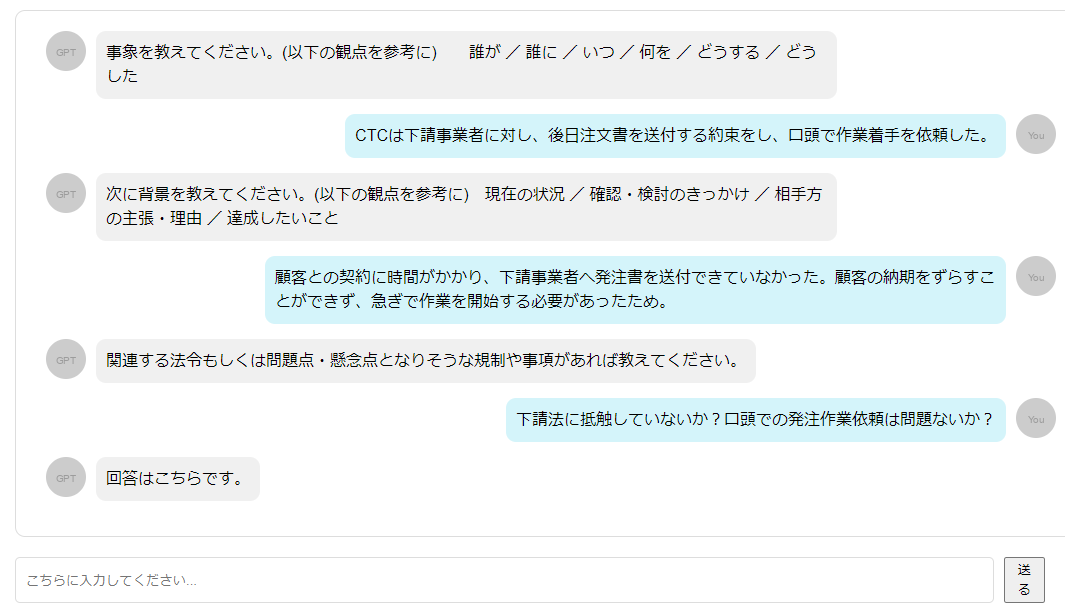 GPT
事象を教えてください。(以下の観点を参考に)　　誰が ／ 誰に ／ いつ ／ 何を ／ どうする ／ どう
した
CTCは下請事業者に対し、後日注文書を送付する約束をし、口頭で作業着手を依頼した。
You
GPT
次に背景を教えてください。(以下の観点を参考に)　現在の状況 ／ 確認・検討のきっかけ ／ 相手方
の主張・理由 ／ 達成したいこと
顧客との契約に時間がかかり、下請事業者へ発注書を送付できていなかった。顧客の納期をずらすこ
とができず、急ぎで作業を開始する必要があったため。
You
GPT
関連する法令もしくは問題点・懸念点となりそうな規制や事項があれば教えてください。
下請法に抵触していないか？口頭での発注作業依頼は問題ないか？
You
GPT
回答はこちらです。
こちらに入力してください...
送
る